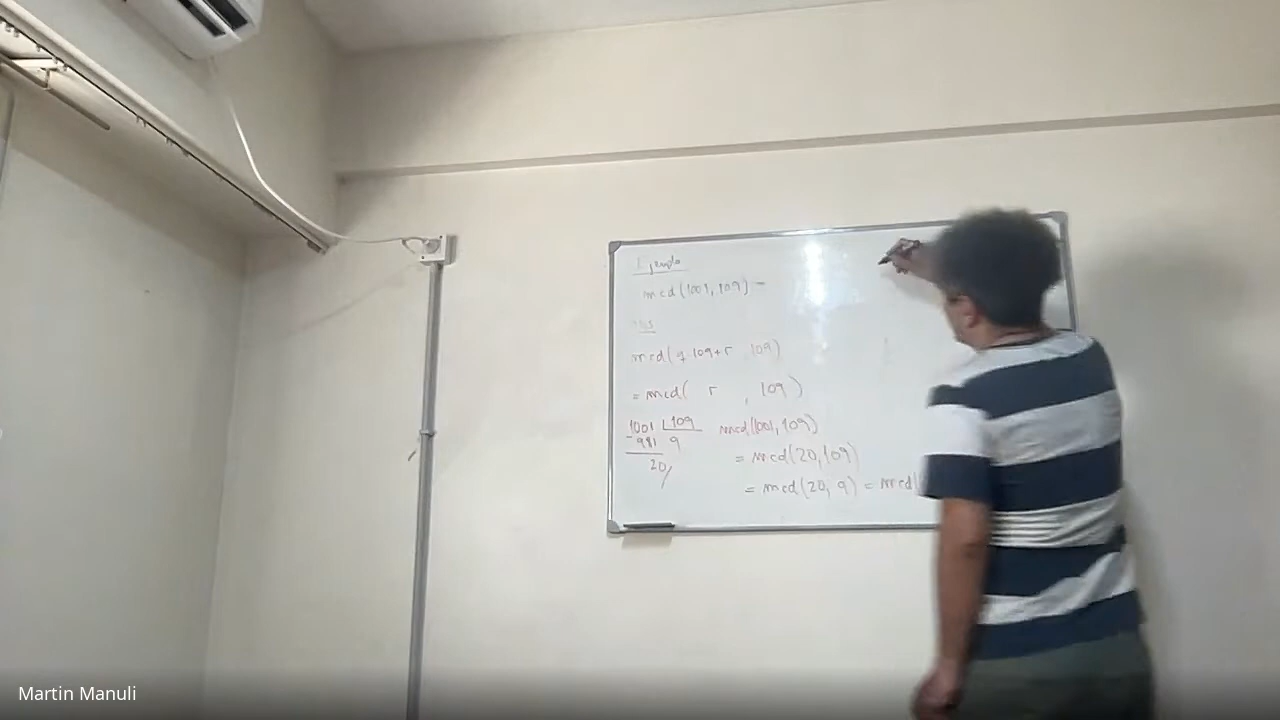 Ejemplo
mcd(1001, 109) =
mcd(q·109+r, 109)
= mcd( r , 109)
1001 | 109 mcd(1001, 109)
-981 9
20 = mcd(20, 109)
= mcd(20, 9) = mcd(
Martin Manuli